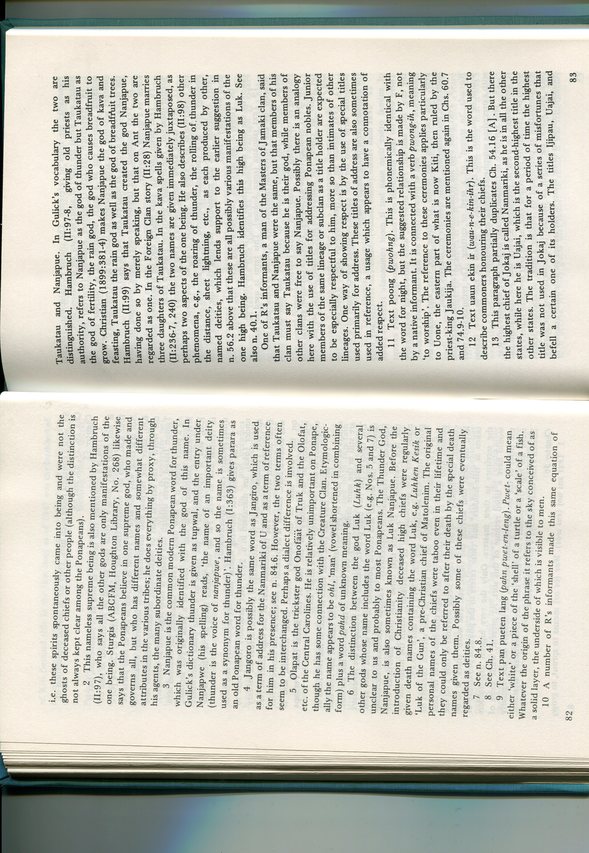 i.e. these spirits spontaneously came into being and were not the
ghosts of deceased chiefs or other people (although the distinction is
not always kept clear among the Ponapeans).
2 This nameless supreme being is also mentioned by Hambruch
(II:97), who says all the other gods are only manifestations of the
one being. Sturgis (ABCFM, Houghton Library, No. 268) likewise
says that the Ponapeans believe in one supreme god, who made and
governs all, but who has different names and somewhat different
attributes in the various tribes; he does everything by proxy, through
his agents, the many subordinate deities.
3 Nanjapue is the common modern Ponapean word for thunder,
which was originally identified with the god of this name. In
Gulick's dictionary thunder is given as tupwal, and the entry under
Nanjapwe (his spelling) reads, 'the name of an important deity
(thunder is the voice of nanjapwe, and so the name is sometimes
used as a synonym for thunder)'. Hambruch (I:363) gives parara as
an old Ponapean word for thunder.
4 Jangoro is possibly the same word as Jangiro, which is used
as a term of address for the Nanmariki of U and as a term of reference
for him in his presence; see n. 84.6. However, the two terms often
seem to be interchanged. Perhaps a dialect difference is involved.
5 Olapat is the trickster god Onofäät of Truk and the Olofat,
etc. of the Central Carolines. He is relatively unimportant on Ponape,
though he has some connection with the Creature Clan. Etymologic-
ally the name appears to be ohl, 'man' (vowel shortened in combining
form) plus a word pahd of unknown meaning.
6 The distinction between the god Luk (Luhk) and several
other gods whose name includes the word Luk (e.g. Nos. 5 and 7) is
unclear to us and probably to most Ponapeans. The Thunder God,
Nanjapue, is also sometimes known as Luk Nanjapue. Before the
introduction of Christianity deceased high chiefs were regularly
given death names containing the word Luk, e.g. Luhken Kesik or
'Luk of the Gun', a pre-Christian chief of Matolenim. The original
personal names of the chiefs were taboo even in their lifetime and
they could only be referred to after their death by the special death
names given them. Possibly some of these chiefs were eventually
regarded as deities.
7 See n. 84.8.
8 See Ch. 41.
9 Text pan pueten lang (pahn pwet-en-leng). Pwet- could mean
either 'white' or a piece of the 'shell' of a turtle or a 'scale' of a fish.
Whatever the origin of the phrase it refers to the sky conceived of as
a solid layer, the underside of which is visible to men.
10 A number of R's informants made this same equation of
82
Taukatau and Nanjapue. In Gulick's vocabulary the two are
distinguished. Hambruch (II:97-8, giving old priests as his
authority, refers to Nanjapue as the god of thunder but Taukatau as
the god of fertility, the rain god, the god who causes breadfruit to
grow. Christian (1899:381-4) makes Nanjapue the god of kava and
feasting, Taukatau the rain god as well as the god of breadfruit trees.
Hambruch (II:99) says that Taukatau created the god Nanjapue,
having done so by merely speaking, but that on Ant the two are
regarded as one. In the Foreign Clan story (II:28) Nanjapue marries
three daughters of Taukatau. In the kava spells given by Hambruch
(II:236-7, 240) the two names are given immediately juxtaposed, as
perhaps two aspects of the one being. He also describes (II:98) other
phenomena, e.g., the roaring of thunder, the rolling of thunder in
the distance, sheet lightning, etc., as each produced by other,
named deities, which lends support to the earlier suggestion in
n. 56.2 above that these are all possibly various manifestations of the
one high being. Hambruch identifies this high being as Luk. See
also n. 40.1.
One of R's informants, a man of the Masters of Jamaki clan, said
that Taukatau and Nanjapue were the same, but that members of his
clan must say Taukatau because he is their god, while members of
other clans were free to say Nanjapue. Possibly there is an analogy
here with the use of titles for addressing Ponapean nobles. Junior
members of the same lineage or subclan as a title holder are expected
to be especially respectful to him, more so than intimates of other
lineages. One way of showing respect is by the use of special titles
used primarily for address. These titles of address are also sometimes
used in reference, a usage which appears to have a connotation of
added respect.
11 Text poong (pwohng). This is phonemically identical with
the word for night, but the suggested relationship is made by F, not
by a native informant. It is connected with a verb pwong-ih, meaning
'to worship'. The reference to these ceremonies applies particularly
to Uone, the eastern part of what is now Kiti, then ruled by the
priest-king Jaukija. The ceremonies are mentioned again in Chs. 60.7
and 74.9-10.
12 Text uaun ekin ir (wau-n-e-kin-ihr). This is the word used to
describe commoners honouring their chiefs.
13 This paragraph partially duplicates Ch. 54.16 [A]. But there
the highest chief of Jokaj is called Nanmariki, as he is in all the other
states, while here he is Uajai, which is the second-highest title in the
other states. The tradition is that for a period of time the highest
title was not used in Jokaj because of a series of misfortunes that
befell a certain one of its holders. The titles Ijipau, Uajai, and
83